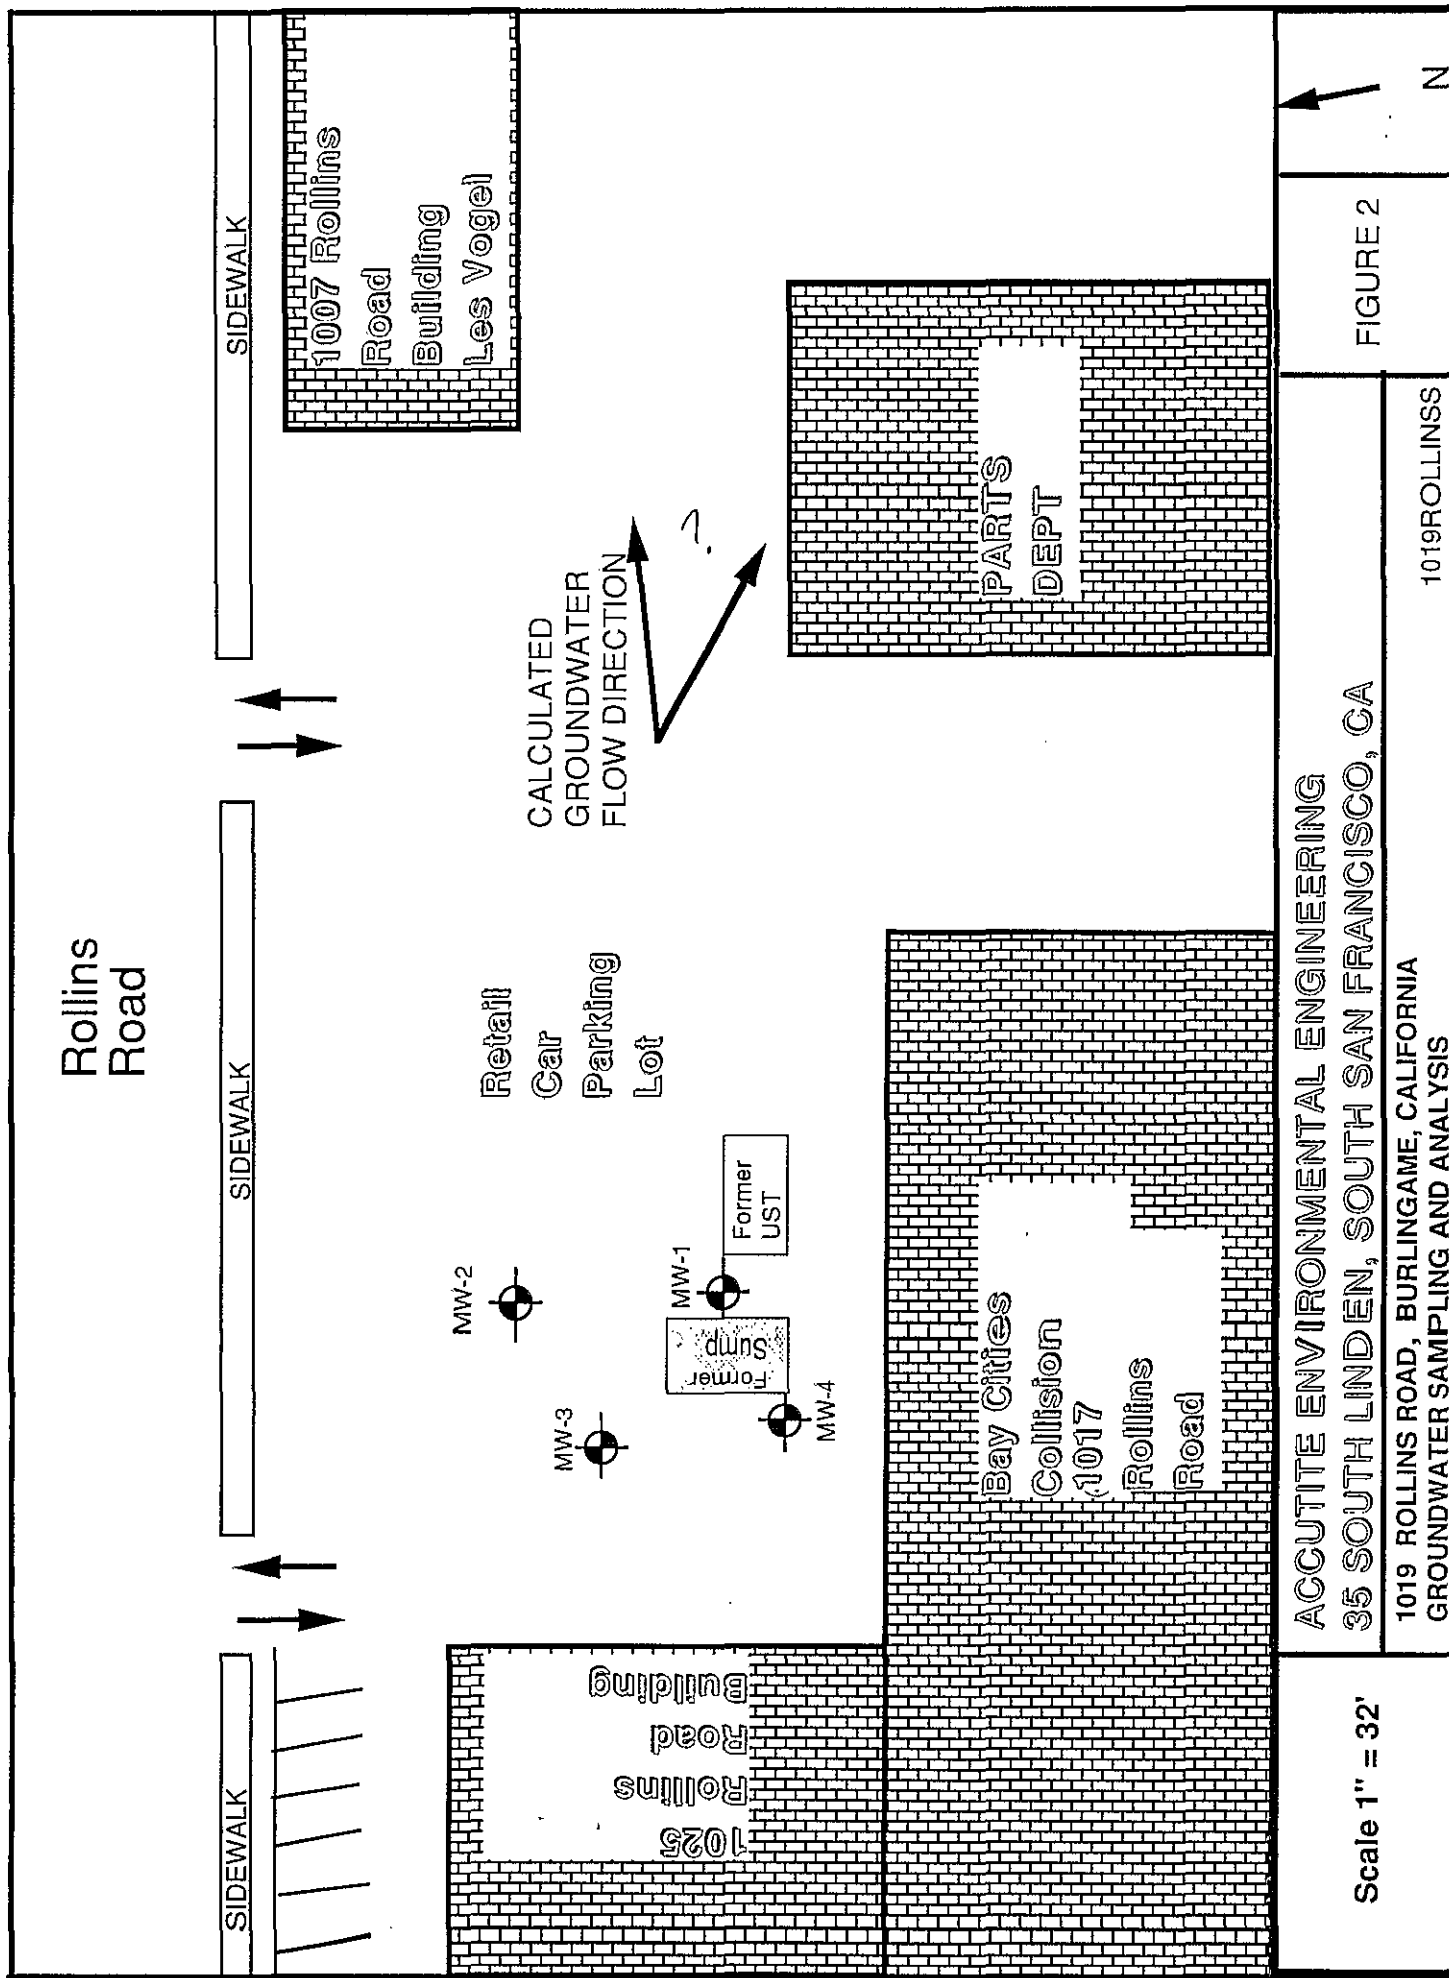 Rollins
Road
SIDEWALK
SIDEWALK
SIDEWALK
1025
Rollins
Road
Building
1007 Rollins
Road
Building
Les Vogel
Retail
Car
Parking
Lot
CALCULATED
GROUNDWATER
FLOW DIRECTION
MW-2
MW-3
MW-1
MW-4
Former
Sump
Former
UST
Bay Cities
Collision
(1017
Rollins
Road
PARTS
DEPT
Scale 1" = 32'
ACCUTITE ENVIRONMENTAL ENGINEERING
35 SOUTH LINDEN, SOUTH SAN FRANCISCO, CA
1019 ROLLINS ROAD, BURLINGAME, CALIFORNIA
GROUNDWATER SAMPLING AND ANALYSIS
1019ROLLINSS
FIGURE 2
N